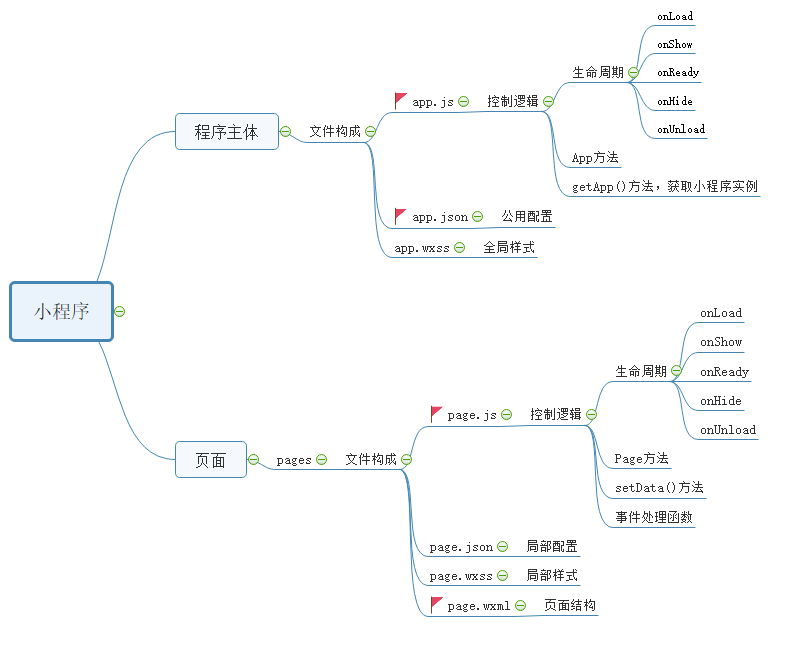 小程序
程序主体
文件构成
app.js
控制逻辑
生命周期
onLoad
onShow
onReady
onHide
onUnload
App方法
getApp()方法，获取小程序实例
app.json
公用配置
app.wxss
全局样式
页面
pages
文件构成
page.js
控制逻辑
生命周期
onLoad
onShow
onReady
onHide
onUnload
Page方法
setData()方法
事件处理函数
page.json
局部配置
page.wxss
局部样式
page.wxml
页面结构